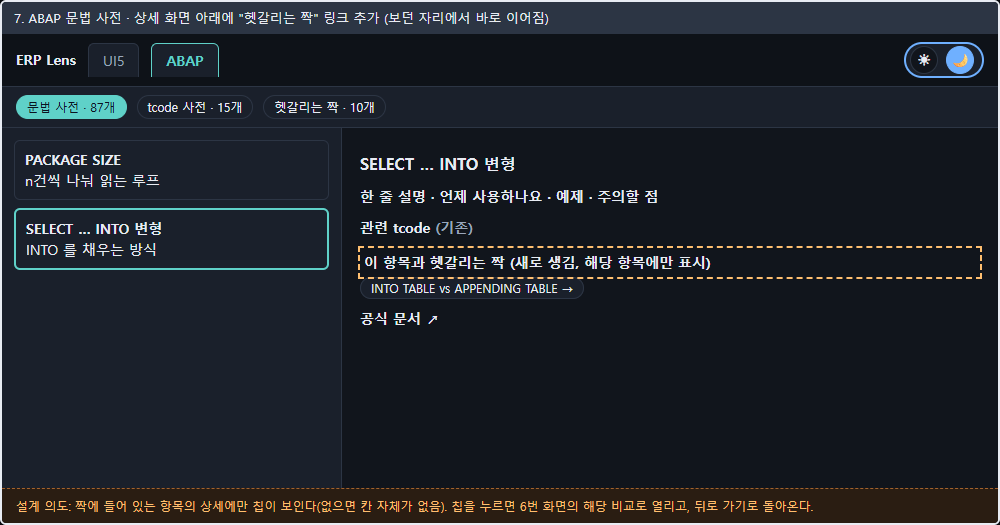 7. ABAP 문법 사전 · 상세 화면 아래에 "헷갈리는 짝" 링크 추가 (보던 자리에서 바로 이어짐)
ERP Lens UI5 ABAP
문법 사전 · 87개 tcode 사전 · 15개 헷갈리는 짝 · 10개
PACKAGE SIZE
n건씩 나눠 읽는 루프
SELECT ... INTO 변형
INTO 를 채우는 방식
SELECT ... INTO 변형
한 줄 설명 · 언제 사용하나요 · 예제 · 주의할 점
관련 tcode (기존)
이 항목과 헷갈리는 짝 (새로 생김, 해당 항목에만 표시)
INTO TABLE vs APPENDING TABLE →
공식 문서 ↗
설계 의도: 짝에 들어 있는 항목의 상세에만 칩이 보인다(없으면 칸 자체가 없음). 칩을 누르면 6번 화면의 해당 비교로 열리고, 뒤로 가기로 돌아온다.